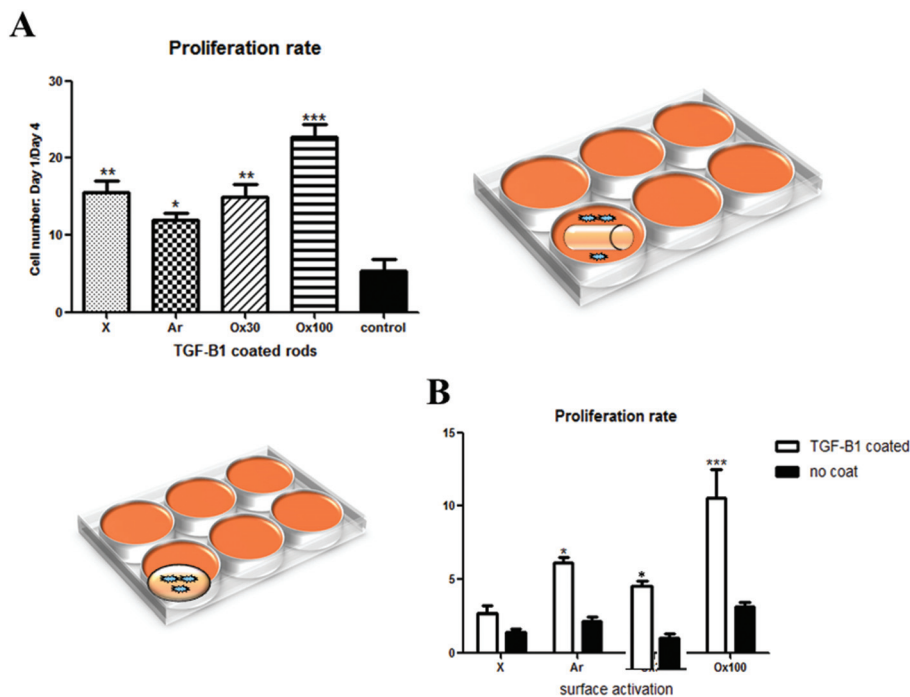 A
Proliferation rate
Cell number: Day 1/Day 4
30
20
10
0
**
*
**
***
X Ar Ox30 Ox100 control
TGF-B1 coated rods
B
Proliferation rate
15
10
5
0
*
*
***
TGF-B1 coated
no coat
X Ar Ox100
surface activation